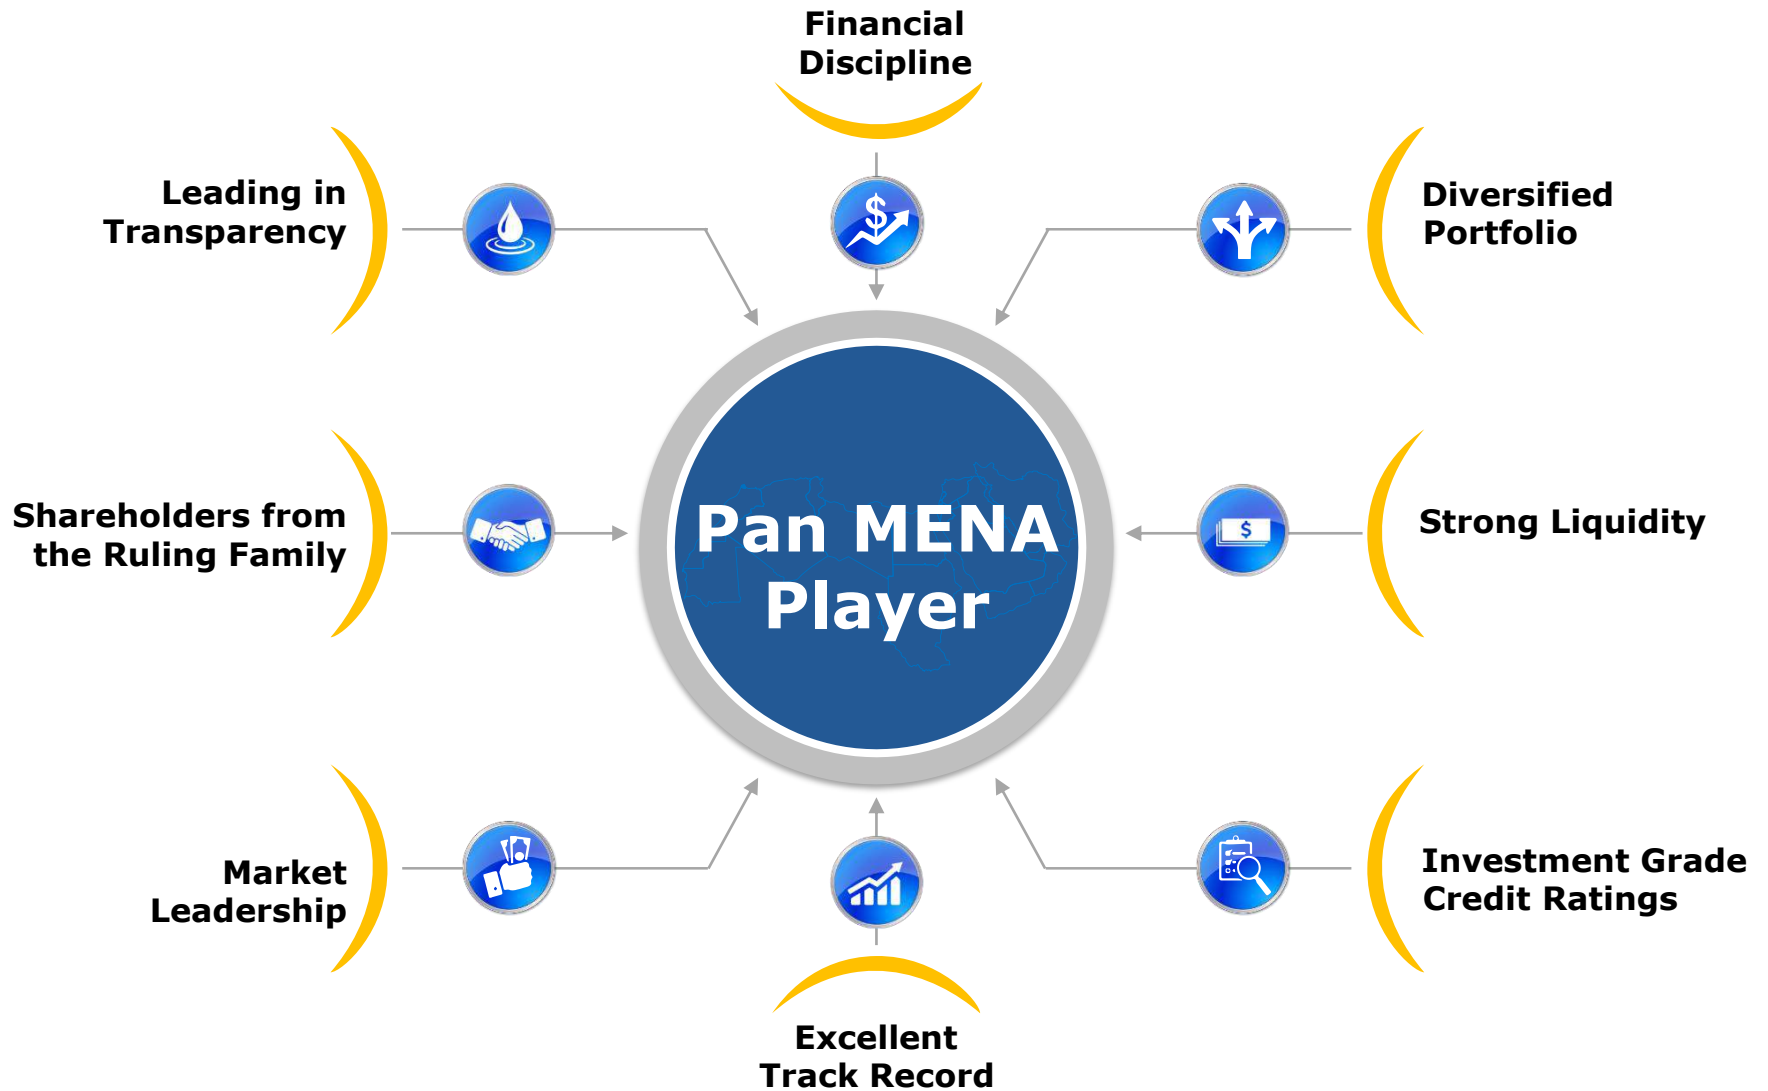 Financial
Discipline
Leading in
Transparency
Diversified
Portfolio
$
Shareholders from
the Ruling Family
Pan MENA
Player
$
Strong Liquidity
Market
Leadership
Investment Grade
Credit Ratings
Excellent
Track Record